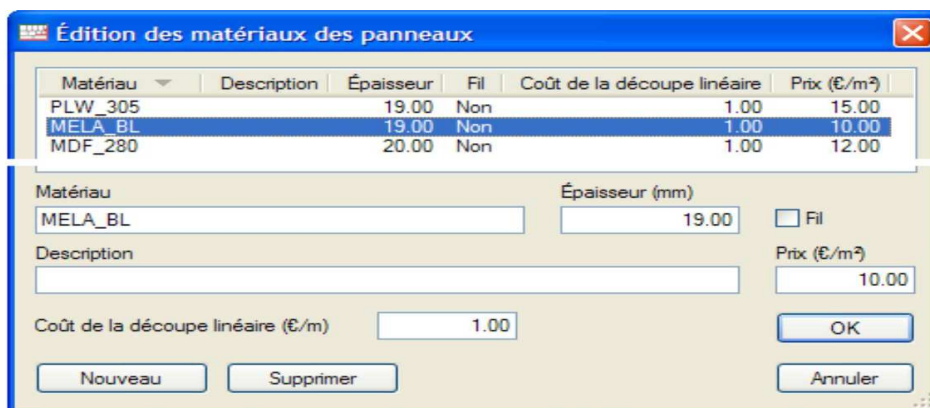 Édition des matériaux des panneaux
Matériau Description Épaisseur Fil Coût de la découpe linéaire Prix (€/m²)
PLW_305 19.00 Non 1.00 15.00
MELA_BL 19.00 Non 1.00 10.00
MDF_280 20.00 Non 1.00 12.00
Matériau Épaisseur (mm)
MELA_BL 19.00 Fil
Description Prix (€/m²)
10.00
Coût de la découpe linéaire (€/m) 1.00 OK
Nouveau Supprimer Annuler